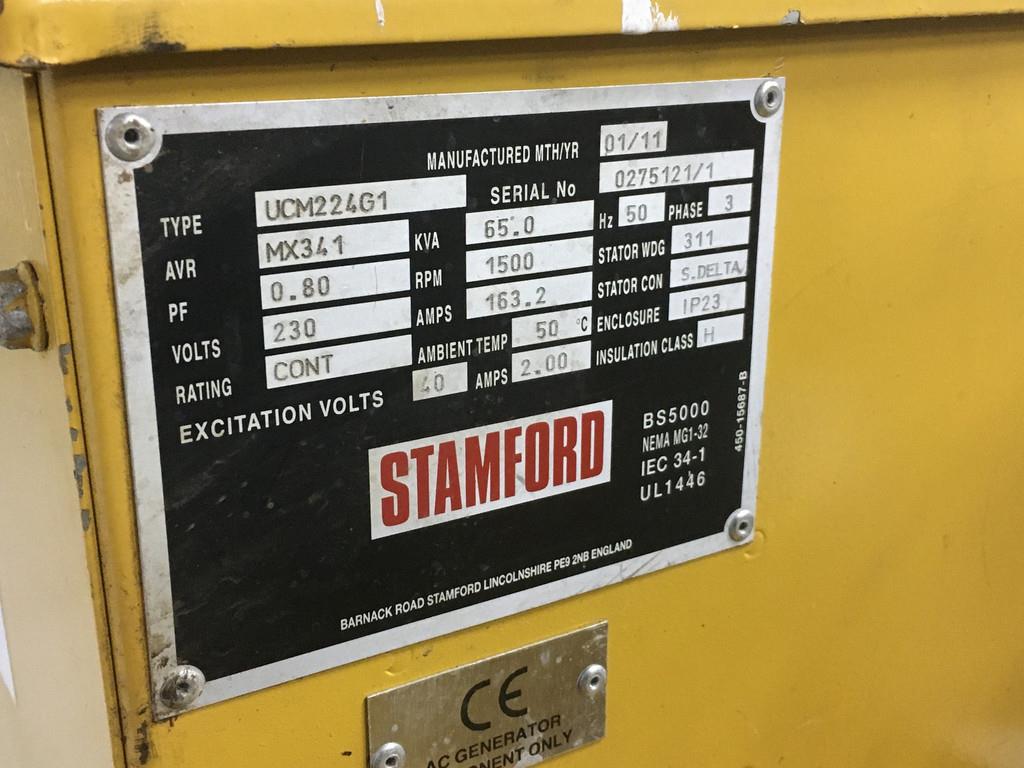 MANUFACTURED MTH/YR 01/11
TYPE UCM224G1 SERIAL No 0275121/1
AVR MX341 KVA 65.0 Hz 50 PHASE 3
PF 0.80 RPM 1500 STATOR WDG 311
VOLTS 230 AMPS 163.2 STATOR CON S.DELTA
RATING CONT AMBIENT TEMP 50 °C ENCLOSURE IP23
EXCITATION VOLTS 40 AMPS 2.00 INSULATION CLASS H
STAMFORD
BS5000
NEMA MG1-32
IEC 34-1
UL1446
450-15687-B
BARNACK ROAD STAMFORD LINCOLNSHIRE PE9 2NB ENGLAND
CE
AC GENERATOR
ONENT ONLY